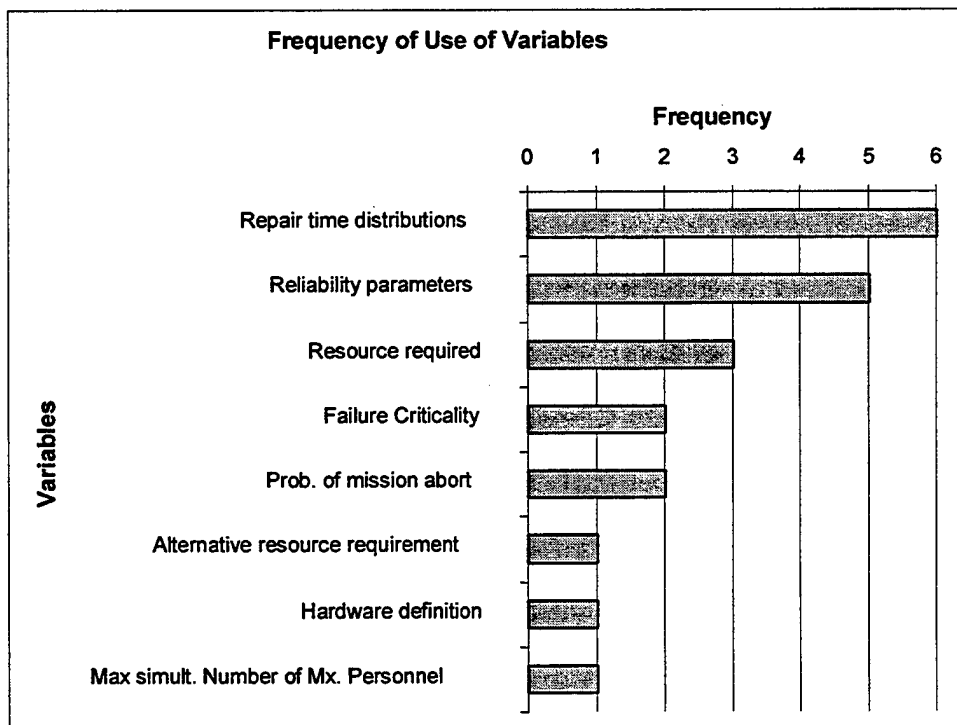 Frequency of Use of Variables
Frequency
0 1 2 3 4 5 6
Repair time distributions
Reliability parameters
Resource required
Failure Criticality
Prob. of mission abort
Alternative resource requirement
Hardware definition
Max simult. Number of Mx. Personnel
Variables